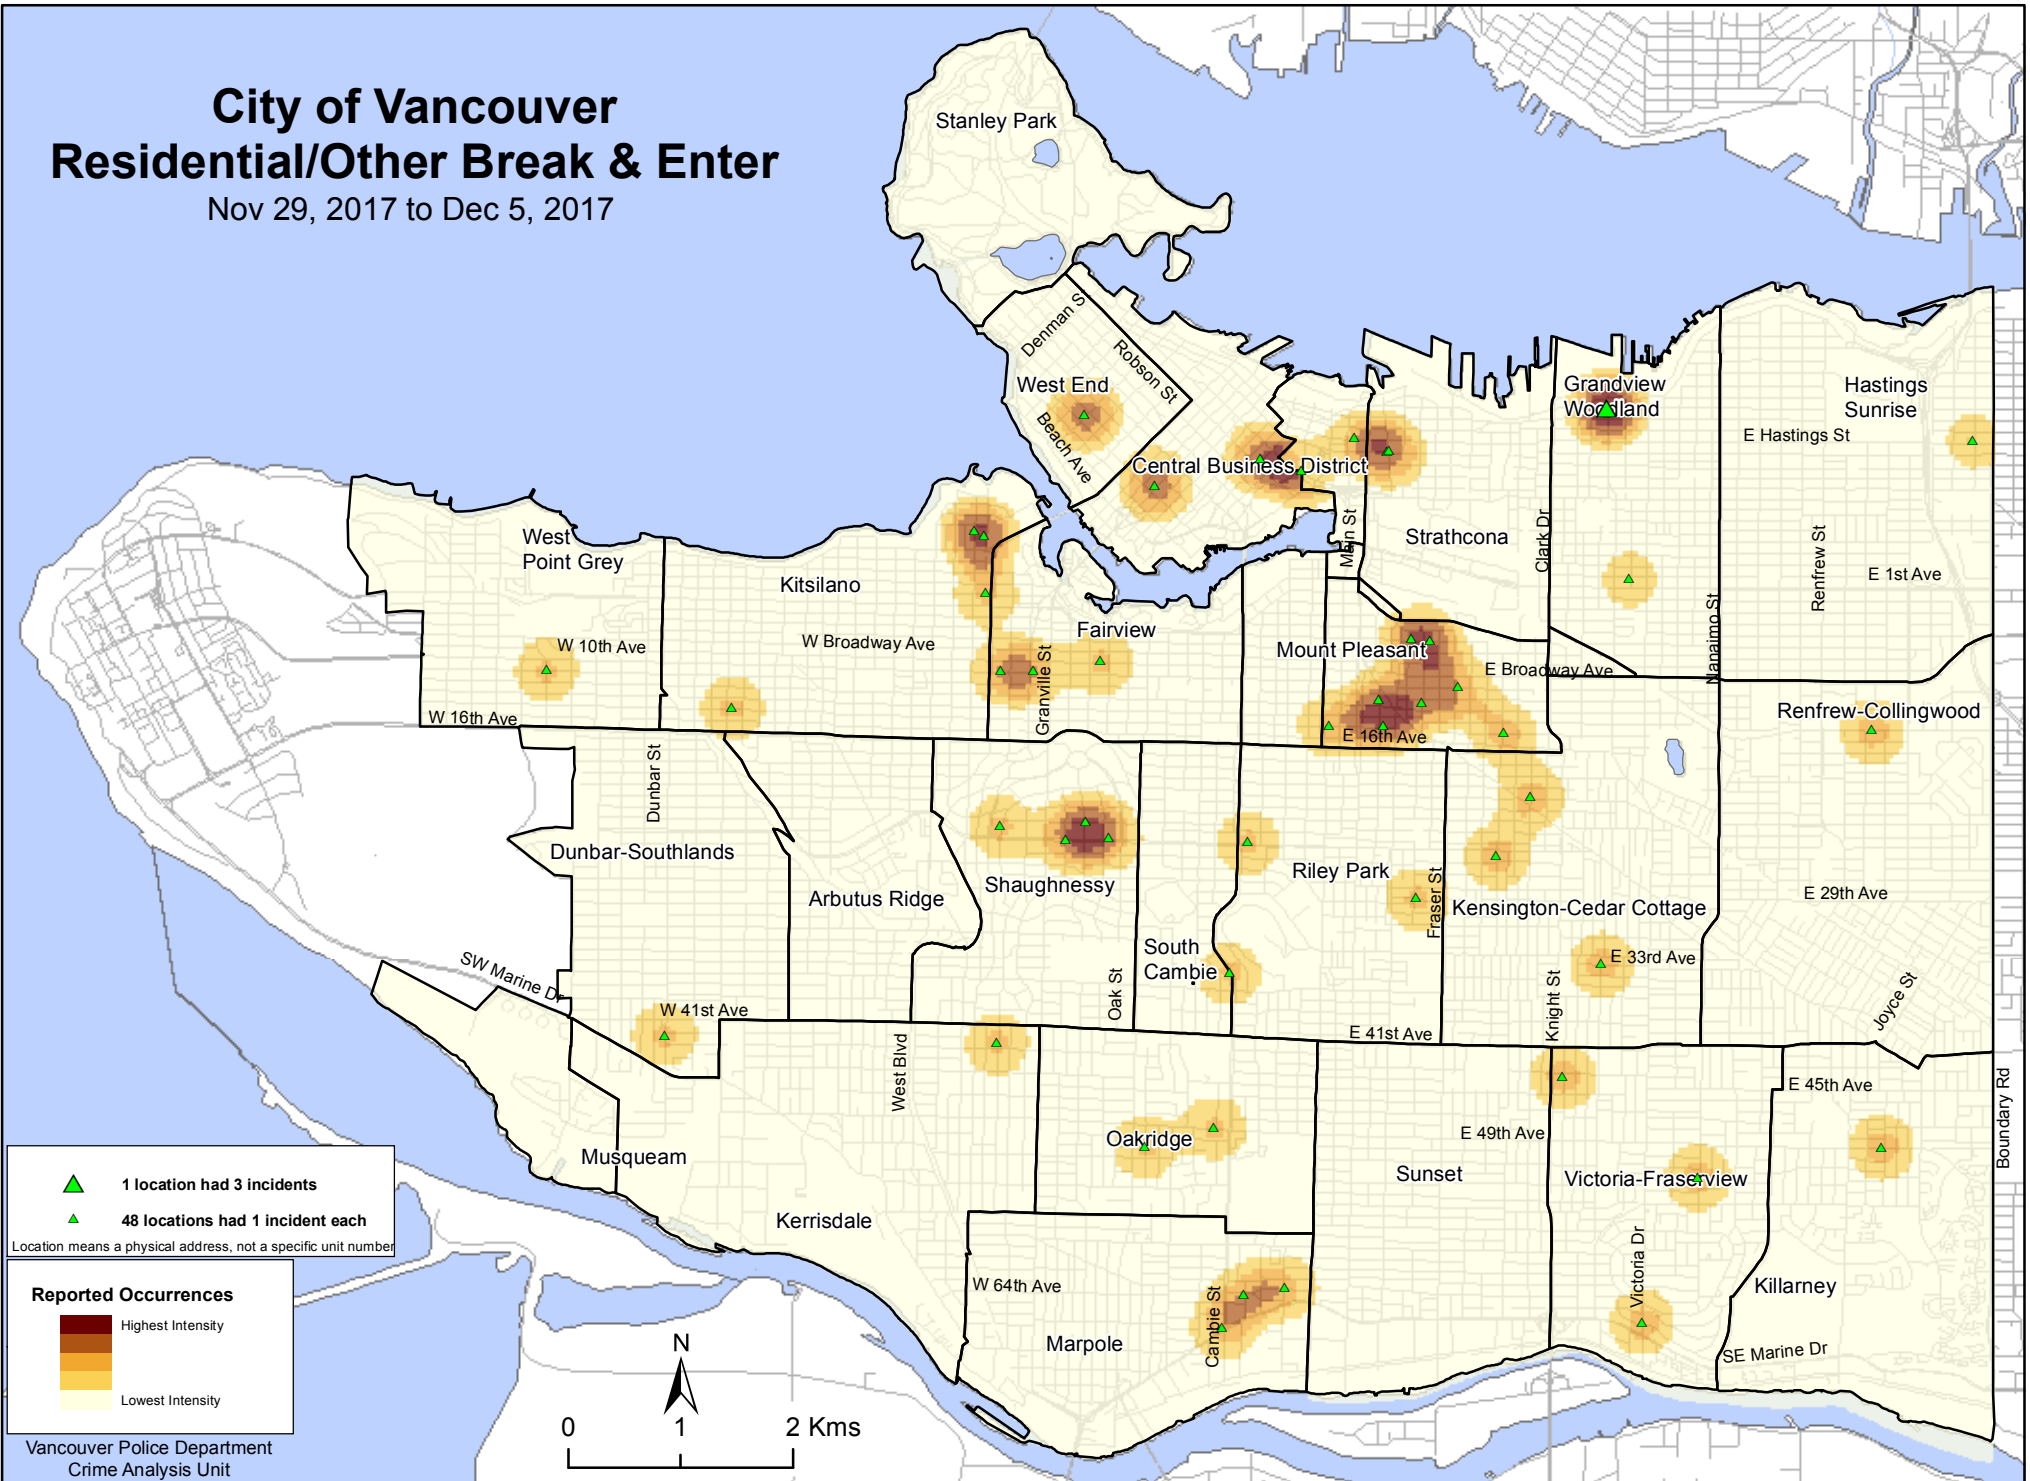 City of Vancouver
Residential/Other Break & Enter
Nov 29, 2017 to Dec 5, 2017
Stanley Park
Denman St
Robson St
West End
Beach Ave
Central Business District
Grandview
Woodland
Hastings
Sunrise
E Hastings St
West
Point Grey
Kitsilano
Main St
Strathcona
Clark Dr
Renfrew St
E 1st Ave
Nanaimo St
W 10th Ave
W Broadway Ave
Fairview
Granville St
Mount Pleasant
E Broadway Ave
W 16th Ave
E 16th Ave
Renfrew-Collingwood
Dunbar St
Dunbar-Southlands
Arbutus Ridge
Shaughnessy
Riley Park
Fraser St
Kensington-Cedar Cottage
E 29th Ave
South
Cambie
Oak St
SW Marine Dr
W 41st Ave
E 33rd Ave
Knight St
Joyce St
E 41st Ave
West Blvd
E 45th Ave
Boundary Rd
Oakridge
E 49th Ave
Musqueam
Sunset
Victoria-Fraserview
Kerrisdale
Victoria Dr
W 64th Ave
Cambie St
Killarney
Marpole
SE Marine Dr
1 location had 3 incidents
48 locations had 1 incident each
Location means a physical address, not a specific unit number
Reported Occurrences
Highest Intensity
Lowest Intensity
Vancouver Police Department
Crime Analysis Unit
N
0 1 2 Kms